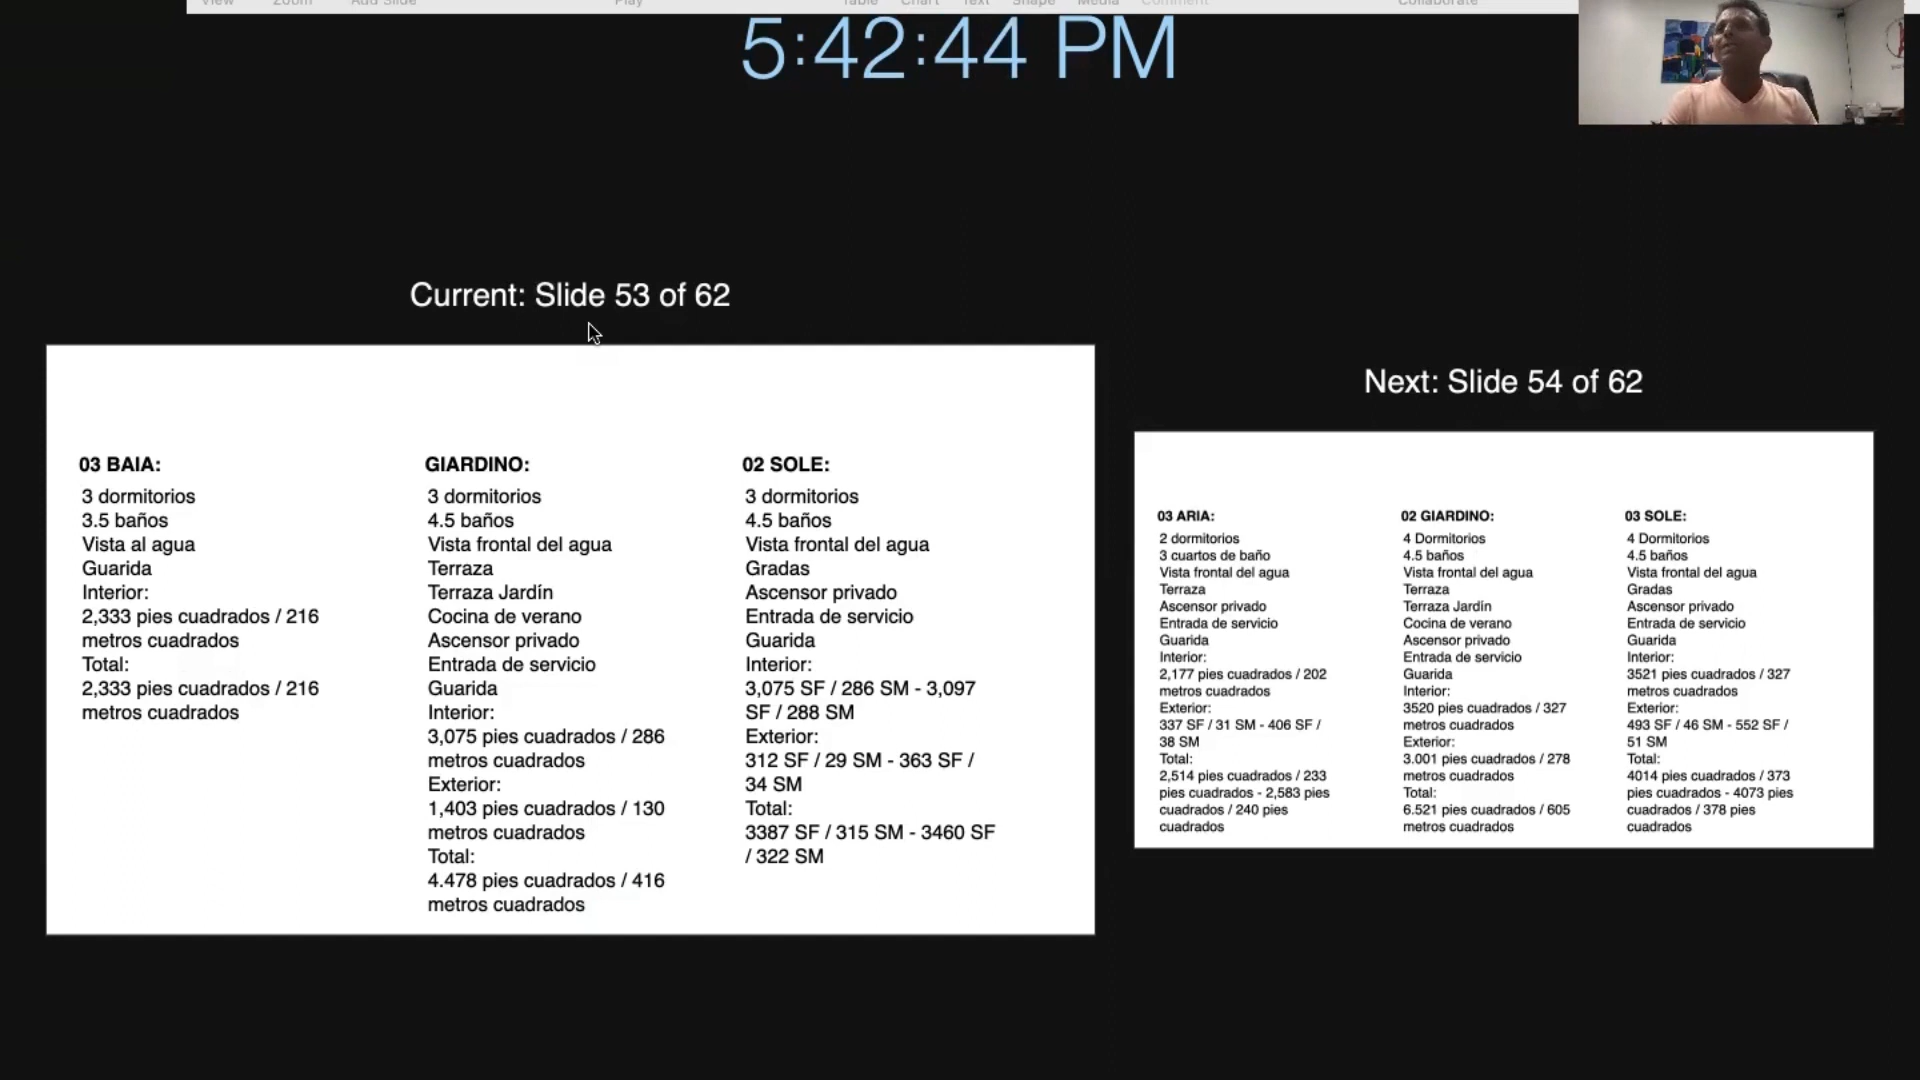 View Zoom Add Slide Play Table Chart Text Shape Media Comment Collaborate
5:42:44 PM
Current: Slide 53 of 62
03 BAIA:
3 dormitorios
3.5 baños
Vista al agua
Guarida
Interior:
2,333 pies cuadrados / 216
metros cuadrados
Total:
2,333 pies cuadrados / 216
metros cuadrados
GIARDINO:
3 dormitorios
4.5 baños
Vista frontal del agua
Terraza
Terraza Jardín
Cocina de verano
Ascensor privado
Entrada de servicio
Guarida
Interior:
3,075 pies cuadrados / 286
metros cuadrados
Exterior:
1,403 pies cuadrados / 130
metros cuadrados
Total:
4.478 pies cuadrados / 416
metros cuadrados
02 SOLE:
3 dormitorios
4.5 baños
Vista frontal del agua
Gradas
Ascensor privado
Entrada de servicio
Guarida
Interior:
3,075 SF / 286 SM - 3,097
SF / 288 SM
Exterior:
312 SF / 29 SM - 363 SF /
34 SM
Total:
3387 SF / 315 SM - 3460 SF
/ 322 SM
Next: Slide 54 of 62
03 ARIA:
2 dormitorios
3 cuartos de baño
Vista frontal del agua
Terraza
Ascensor privado
Entrada de servicio
Guarida
Interior:
2,177 pies cuadrados / 202
metros cuadrados
Exterior:
337 SF / 31 SM - 406 SF /
38 SM
Total:
2,514 pies cuadrados / 233
pies cuadrados - 2,583 pies
cuadrados / 240 pies
cuadrados
02 GIARDINO:
4 Dormitorios
4.5 baños
Vista frontal del agua
Terraza
Terraza Jardín
Cocina de verano
Ascensor privado
Entrada de servicio
Guarida
Interior:
3520 pies cuadrados / 327
metros cuadrados
Exterior:
3.001 pies cuadrados / 278
metros cuadrados
Total:
6.521 pies cuadrados / 605
metros cuadrados
03 SOLE:
4 Dormitorios
4.5 baños
Vista frontal del agua
Gradas
Ascensor privado
Entrada de servicio
Guarida
Interior:
3521 pies cuadrados / 327
metros cuadrados
Exterior:
493 SF / 46 SM - 552 SF /
51 SM
Total:
4014 pies cuadrados / 373
pies cuadrados - 4073 pies
cuadrados / 378 pies
cuadrados